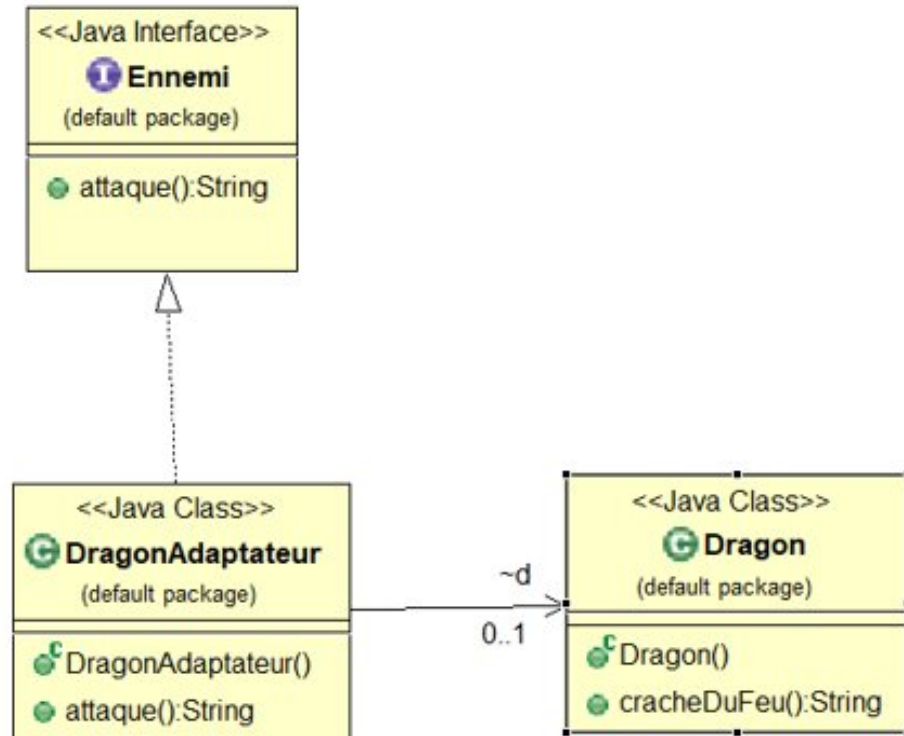 <<Java Interface>>
Ennemi
(default package)
attaque():String
<<Java Class>>
DragonAdaptateur
(default package)
DragonAdaptateur()
attaque():String
~d
0..1
<<Java Class>>
Dragon
(default package)
Dragon()
cracheDuFeu():String